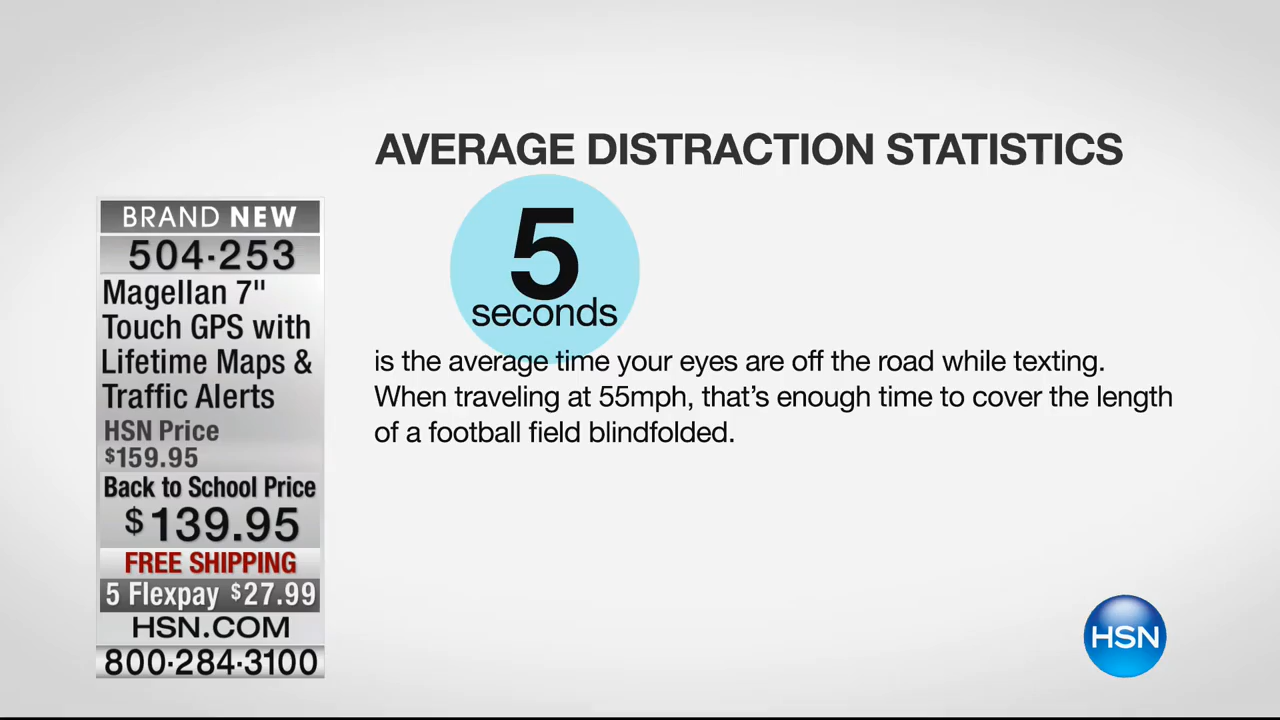 AVERAGE DISTRACTION STATISTICS
5
seconds
is the average time your eyes are off the road while texting.
When traveling at 55mph, that's enough time to cover the length
of a football field blindfolded.
BRAND NEW
504·253
Magellan 7"
Touch GPS with
Lifetime Maps &
Traffic Alerts
HSN Price
$159.95
Back to School Price
$139.95
FREE SHIPPING
5 Flexpay $27.99
HSN.COM
800·284·3100
HSN